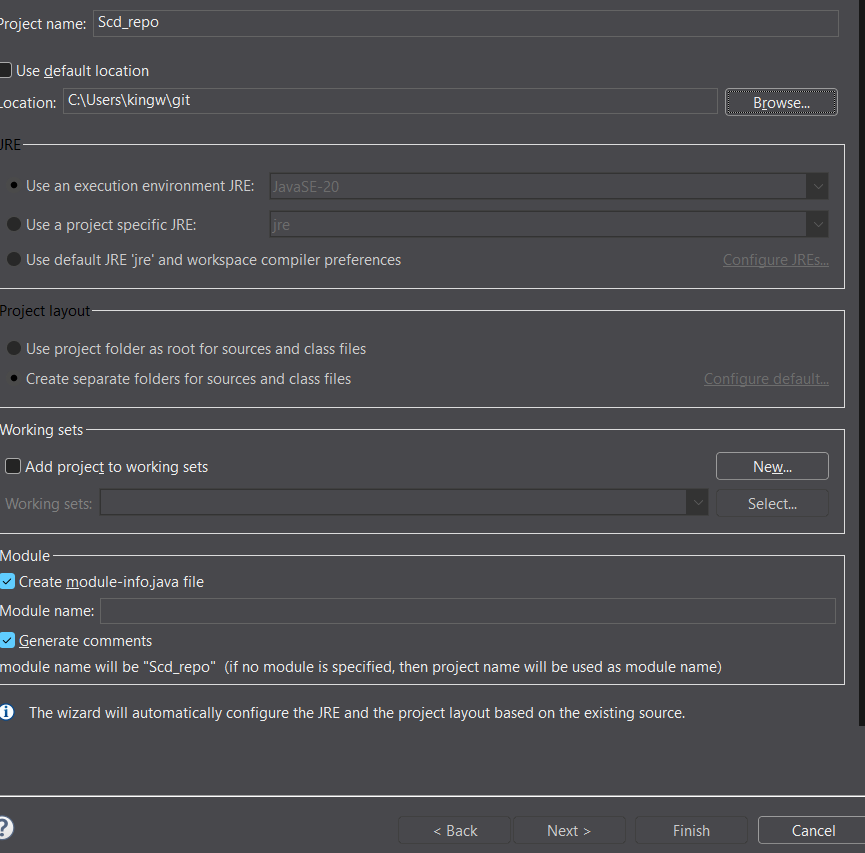 Project name: Scd_repo
Use default location
Location: C:\Users\kingw\git Browse...
JRE
Use an execution environment JRE: JavaSE-20
Use a project specific JRE: jre
Use default JRE 'jre' and workspace compiler preferences Configure JREs...
Project layout
Use project folder as root for sources and class files
Create separate folders for sources and class files Configure default...
Working sets
Add project to working sets New...
Working sets: Select...
Module
Create module-info.java file
Module name:
Generate comments
module name will be "Scd_repo" (if no module is specified, then project name will be used as module name)
The wizard will automatically configure the JRE and the project layout based on the existing source.
? < Back Next > Finish Cancel